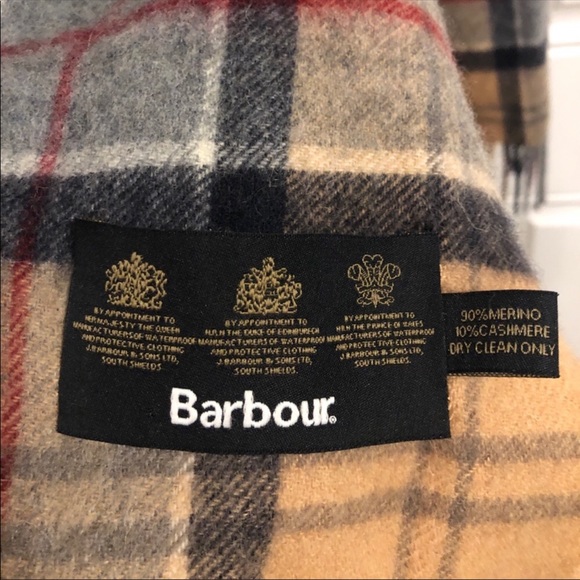 BY APPOINTMENT TO
HER MAJESTY THE QUEEN
MANUFACTURERS OF WATERPROOF
AND PROTECTIVE CLOTHING
J.BARBOUR & SONS LTD,
SOUTH SHIELDS.
BY APPOINTMENT TO
H.R.H THE DUKE OF EDINBURGH
MANUFACTURERS OF WATERPROOF
AND PROTECTIVE CLOTHING
J.BARBOUR & SONS LTD,
SOUTH SHIELDS.
BY APPOINTMENT TO
H.R.H THE PRINCE OF WALES
MANUFACTURERS OF WATERPROOF
AND PROTECTIVE CLOTHING
J.BARBOUR & SONS LTD,
SOUTH SHIELDS.
Barbour®
90%MERINO
10%CASHMERE
DRY CLEAN ONLY